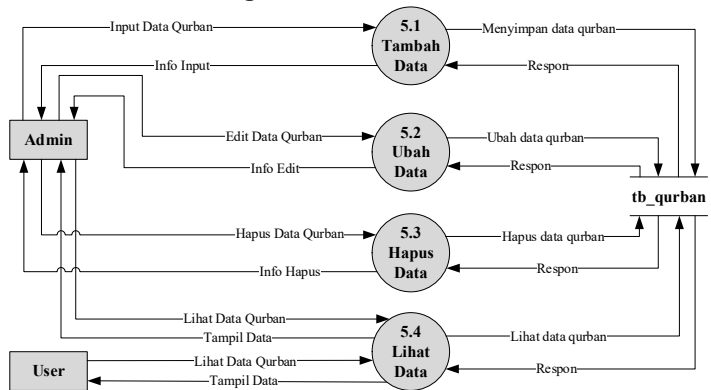 Input Data Qurban
5.1
Tambah
Data
Menyimpan data qurban
Info Input
Respon
Admin
Edit Data Qurban
5.2
Ubah
Data
Ubah data qurban
Info Edit
Respon
tb_qurban
Hapus Data Qurban
5.3
Hapus
Data
Hapus data qurban
Info Hapus
Respon
Lihat Data Qurban
Tampil Data
5.4
Lihat
Data
Lihat data qurban
User
Lihat Data Qurban
Tampil Data
Respon